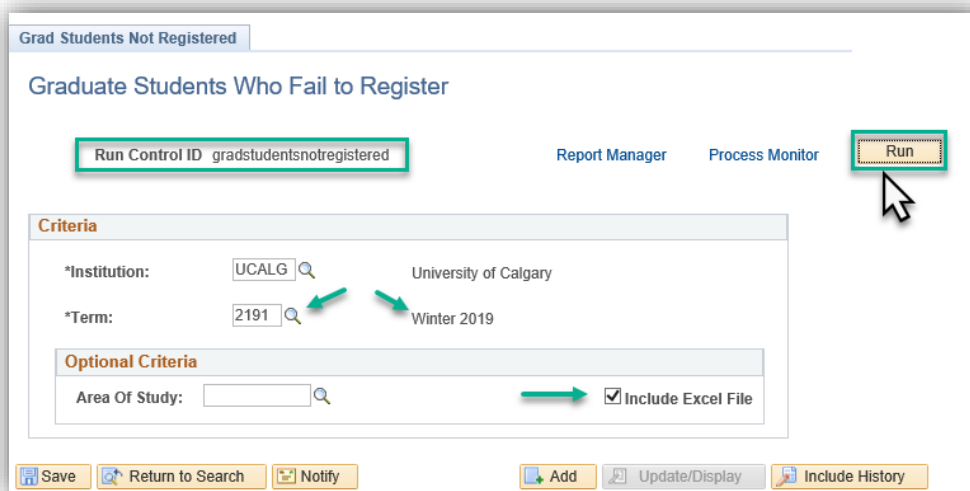 Grad Students Not Registered
Graduate Students Who Fail to Register
Run Control ID gradstudentsnotregistered Report Manager Process Monitor Run
Criteria
*Institution: UCALG University of Calgary
*Term: 2191 Winter 2019
Optional Criteria
Area Of Study: Include Excel File
Save Return to Search Notify Add Update/Display Include History